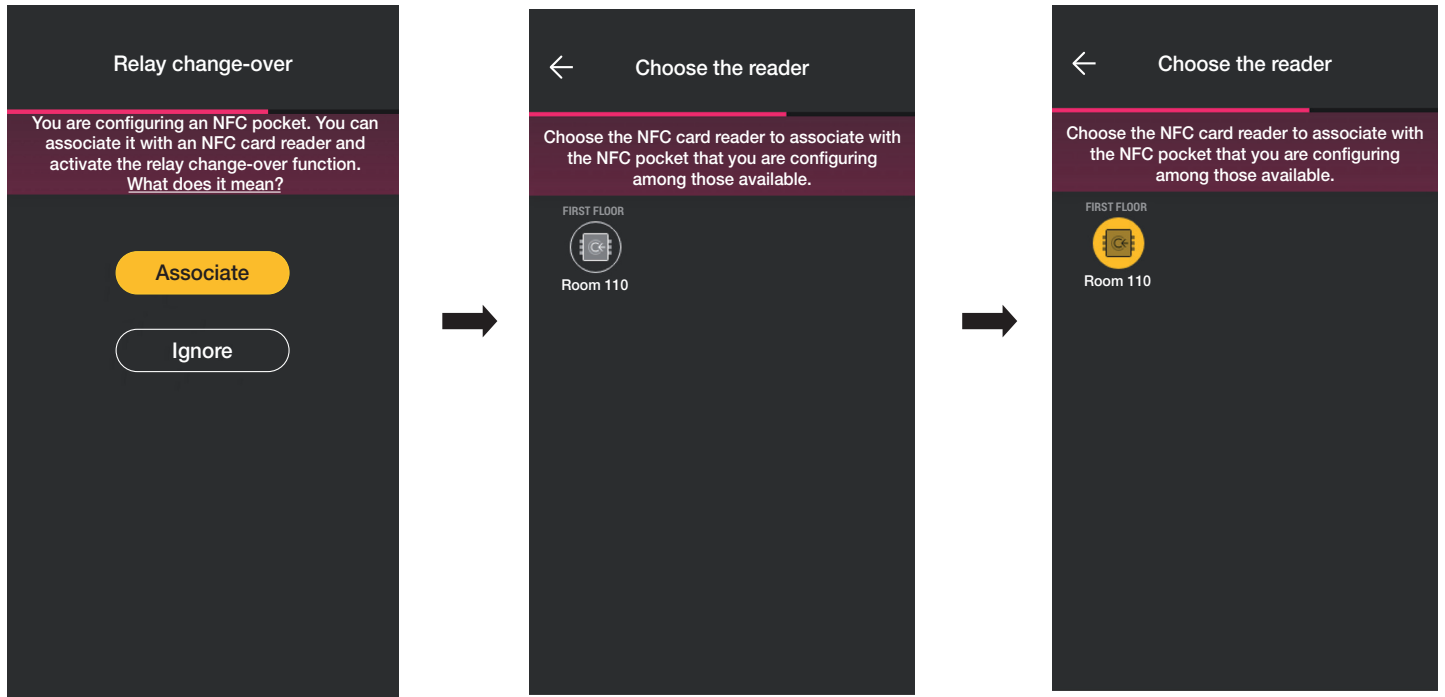 Relay change-over
You are configuring an NFC pocket. You can
associate it with an NFC card reader and
activate the relay change-over function.
What does it mean?
Associate
Ignore
Choose the reader
Choose the NFC card reader to associate with
the NFC pocket that you are configuring
among those available.
FIRST FLOOR
Room 110
Choose the reader
Choose the NFC card reader to associate with
the NFC pocket that you are configuring
among those available.
FIRST FLOOR
Room 110